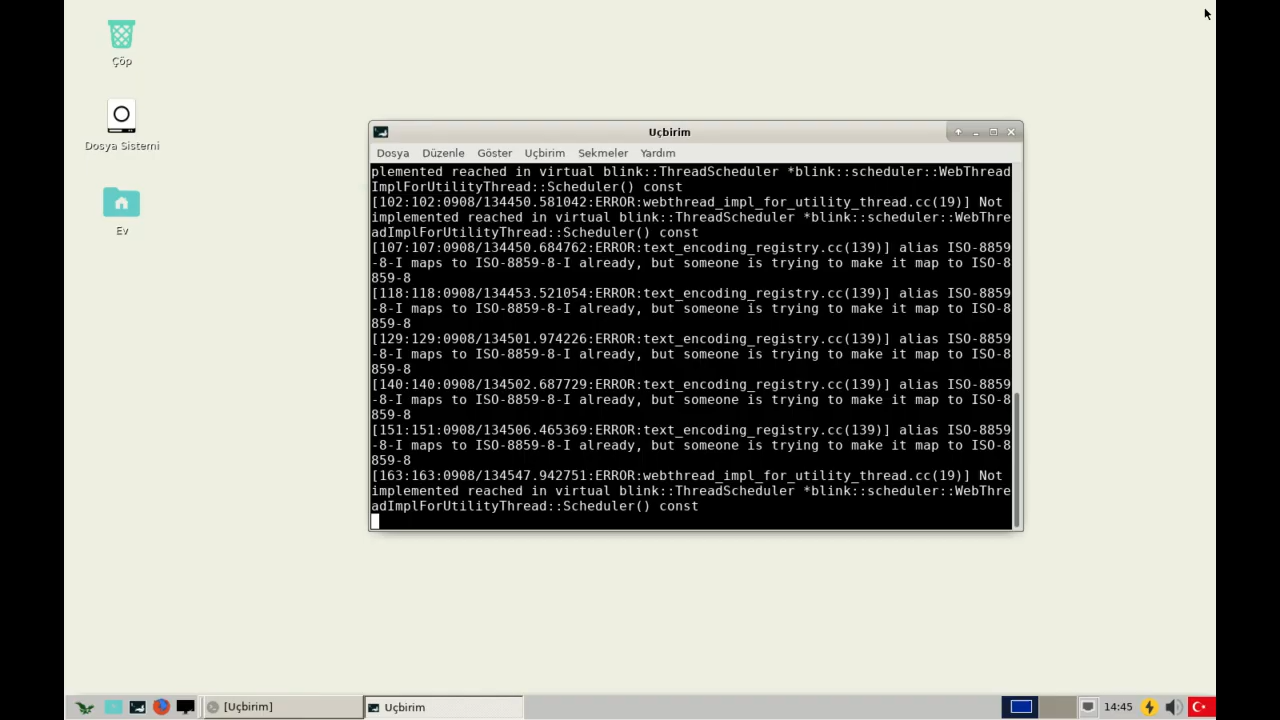 Çöp
Dosya Sistemi
Ev
Uçbirim
Dosya Düzenle Göster Uçbirim Sekmeler Yardım
plemented reached in virtual blink::ThreadScheduler *blink::scheduler::WebThread
ImplForUtilityThread::Scheduler() const
[102:102:0908/134450.581042:ERROR:webthread_impl_for_utility_thread.cc(19)] Not
implemented reached in virtual blink::ThreadScheduler *blink::scheduler::WebThre
adImplForUtilityThread::Scheduler() const
[107:107:0908/134450.684762:ERROR:text_encoding_registry.cc(139)] alias ISO-8859
-8-I maps to ISO-8859-8-I already, but someone is trying to make it map to ISO-8
859-8
[118:118:0908/134453.521054:ERROR:text_encoding_registry.cc(139)] alias ISO-8859
-8-I maps to ISO-8859-8-I already, but someone is trying to make it map to ISO-8
859-8
[129:129:0908/134501.974226:ERROR:text_encoding_registry.cc(139)] alias ISO-8859
-8-I maps to ISO-8859-8-I already, but someone is trying to make it map to ISO-8
859-8
[140:140:0908/134502.687729:ERROR:text_encoding_registry.cc(139)] alias ISO-8859
-8-I maps to ISO-8859-8-I already, but someone is trying to make it map to ISO-8
859-8
[151:151:0908/134506.465369:ERROR:text_encoding_registry.cc(139)] alias ISO-8859
-8-I maps to ISO-8859-8-I already, but someone is trying to make it map to ISO-8
859-8
[163:163:0908/134547.942751:ERROR:webthread_impl_for_utility_thread.cc(19)] Not
implemented reached in virtual blink::ThreadScheduler *blink::scheduler::WebThre
adImplForUtilityThread::Scheduler() const
[Uçbirim] Uçbirim 14:45